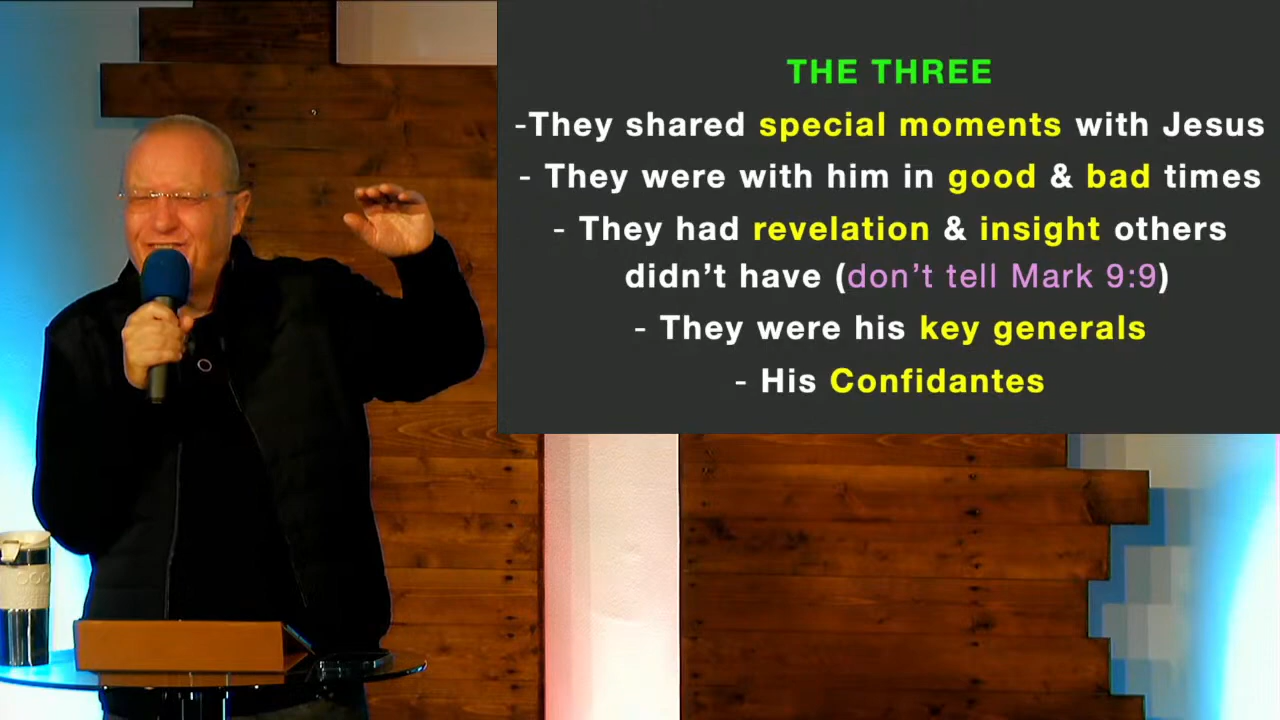 THE THREE
-They shared special moments with Jesus
- They were with him in good & bad times
- They had revelation & insight others
didn’t have (don’t tell Mark 9:9)
- They were his key generals
- His Confidantes